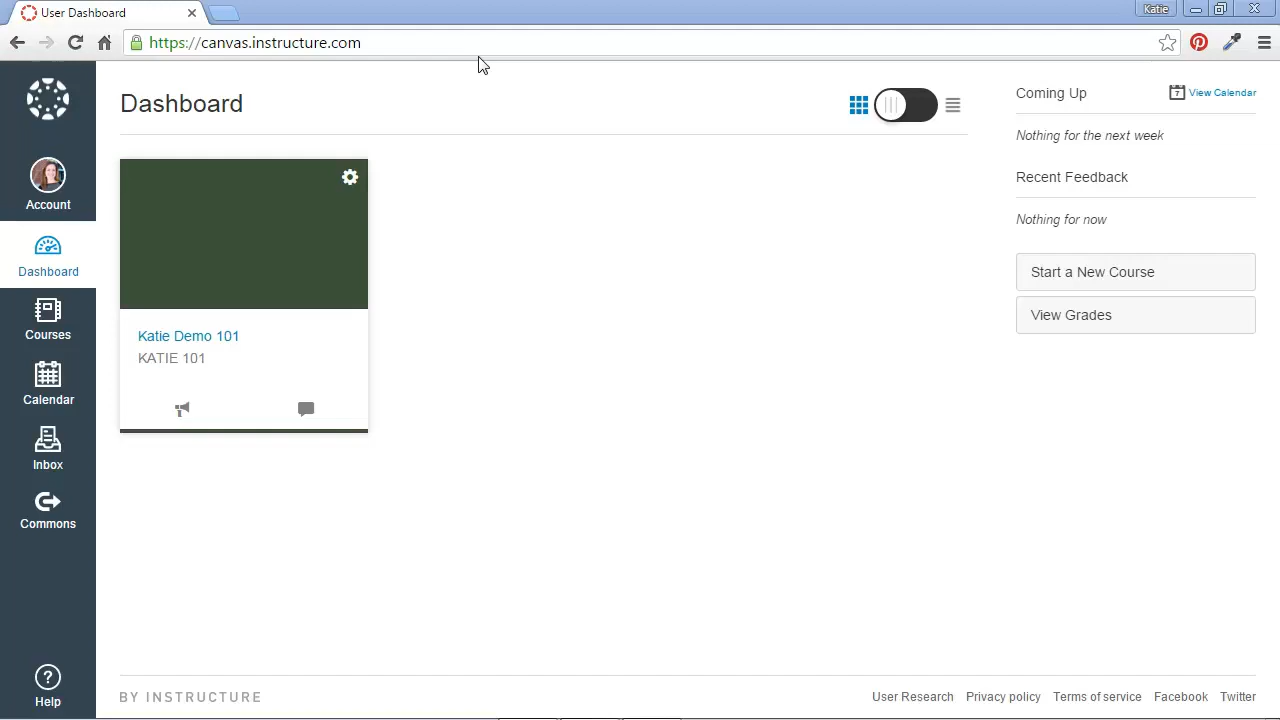 User Dashboard
Katie
https://canvas.instructure.com
Account
Dashboard
Courses
Calendar
Inbox
Commons
Help
Dashboard
Katie Demo 101
KATIE 101
Coming Up
7
View Calendar
Nothing for the next week
Recent Feedback
Nothing for now
Start a New Course
View Grades
BY INSTRUCTURE
User Research Privacy policy Terms of service Facebook Twitter